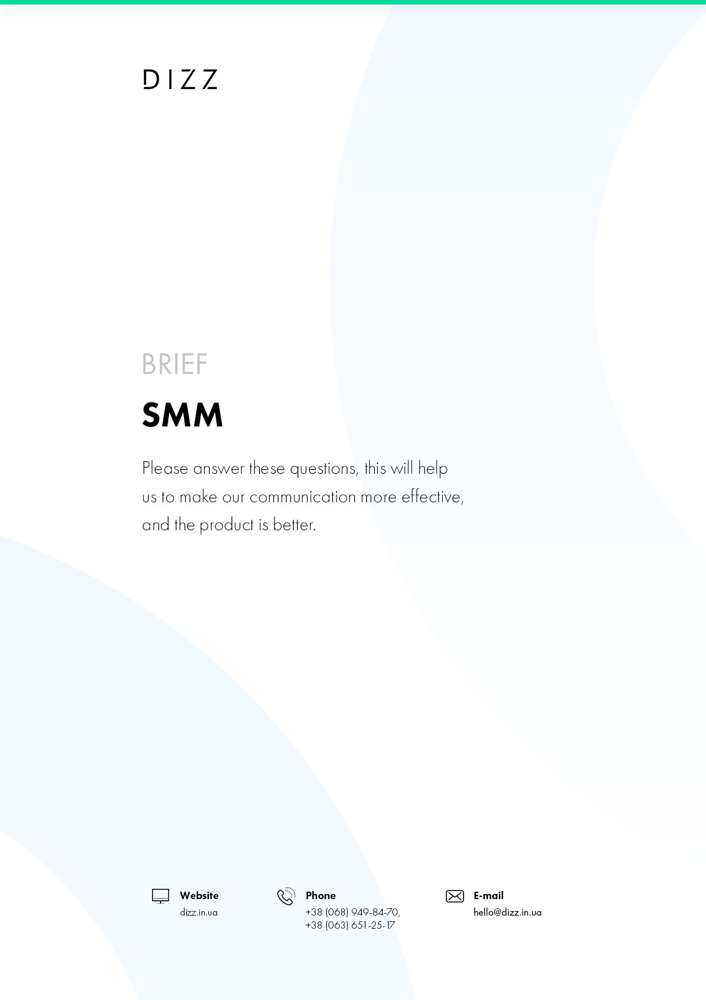 DIZZ
BRIEF
SMM
Please answer these questions, this will help
us to make our communication more effective,
and the product is better.
Website
dizz.in.ua
Phone
+38 (068) 949-84-70,
+38 (063) 651-25-17
E-mail
hello@dizz.in.ua